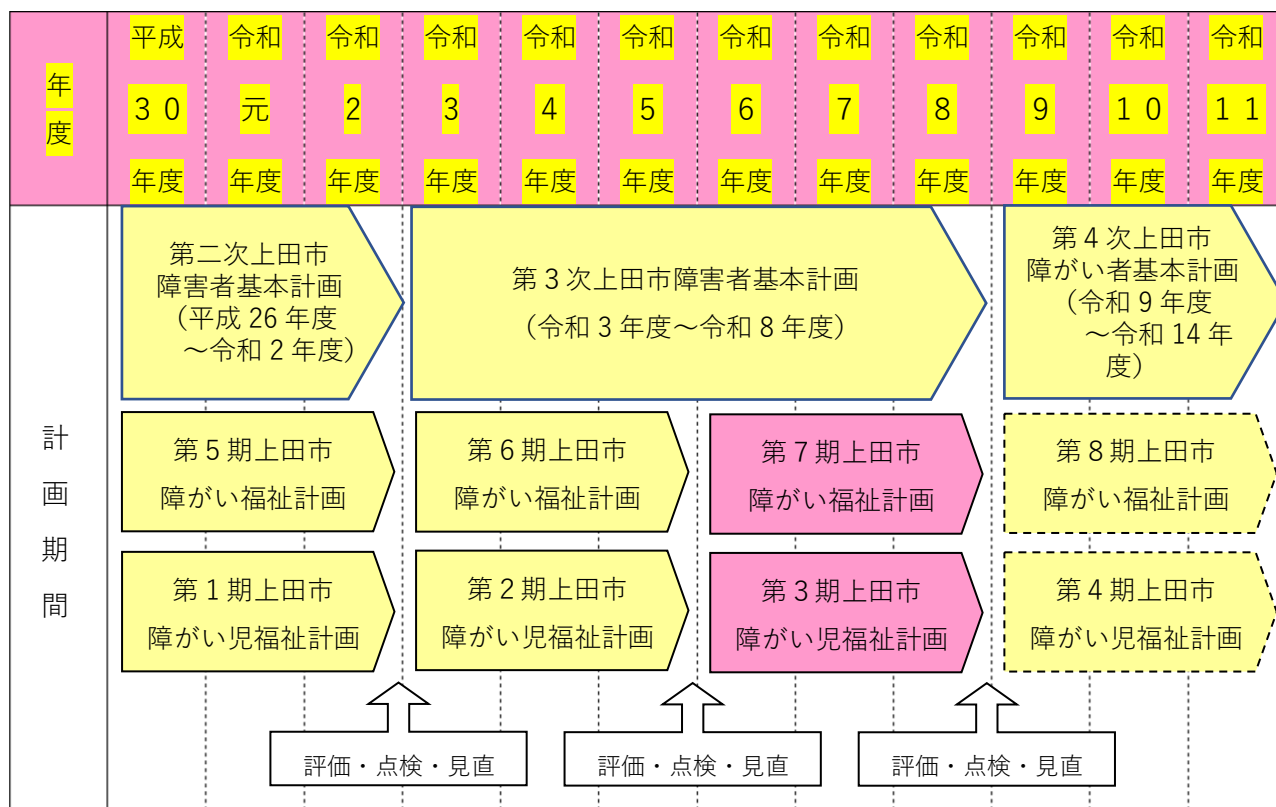 年度
平成 令和 令和 令和 令和 令和 令和 令和 令和 令和 令和 令和
３０ 元 2 3 4 5 6 7 8 9 １０ １１
年度 年度 年度 年度 年度 年度 年度 年度 年度 年度 年度 年度
計画期間
第二次上田市
障害者基本計画
（平成 26 年度
～令和 2 年度）
第３次上田市障害者基本計画
（令和 3 年度～令和 8 年度）
第４次上田市
障がい者基本計画
（令和 9 年度
～令和 14 年
度）
第５期上田市
障がい福祉計画
第６期上田市
障がい福祉計画
第７期上田市
障がい福祉計画
第８期上田市
障がい福祉計画
第１期上田市
障がい児福祉計画
第２期上田市
障がい児福祉計画
第３期上田市
障がい児福祉計画
第４期上田市
障がい児福祉計画
評価・点検・見直
評価・点検・見直
評価・点検・見直